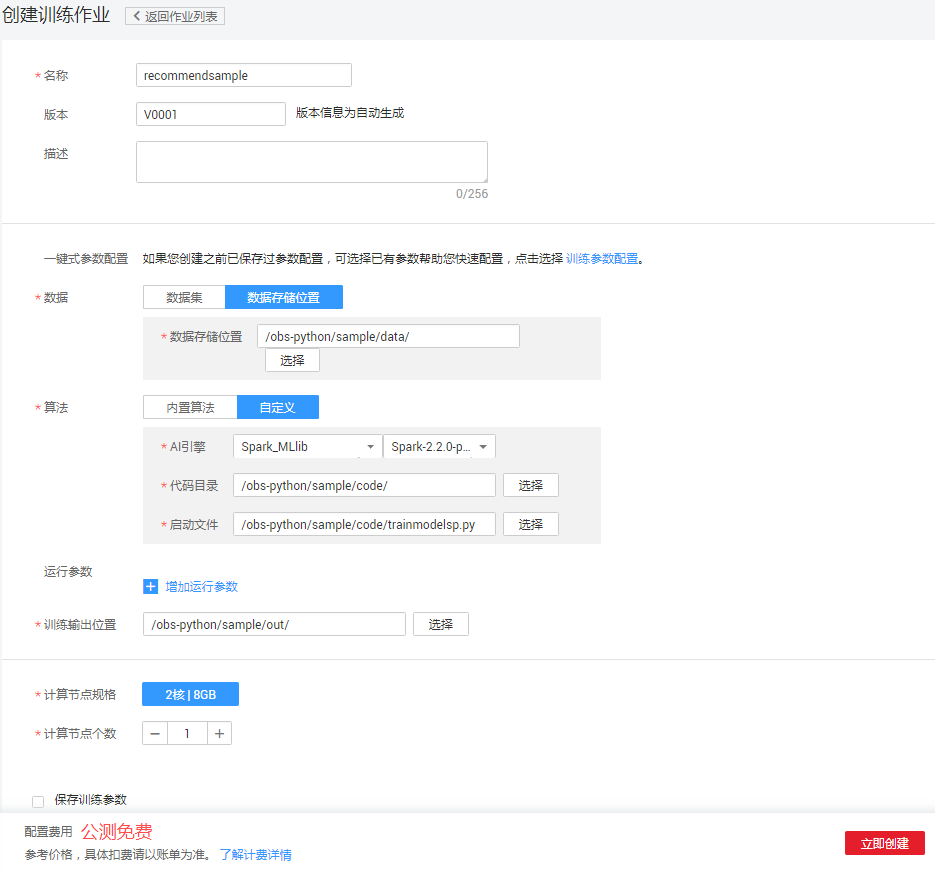 创建训练作业 返回作业列表
* 名称 recommendsample
版本 V0001 版本信息为自动生成
描述
0/256
一键式参数配置 如果您创建之前已保存过参数配置，可选择已有参数帮助您快速配置，点击选择 训练参数配置。
* 数据 数据集 数据存储位置
* 数据存储位置 /obs-python/sample/data/
选择
* 算法 内置算法 自定义
* AI引擎 Spark_MLlib Spark-2.2.0-p...
* 代码目录 /obs-python/sample/code/ 选择
* 启动文件 /obs-python/sample/code/trainmodelsp.py 选择
运行参数
增加运行参数
* 训练输出位置 /obs-python/sample/out/ 选择
* 计算节点规格 2核 | 8GB
* 计算节点个数 − 1 +
保存训练参数
配置费用 公测免费
参考价格，具体扣费请以账单为准。 了解计费详情
立即创建